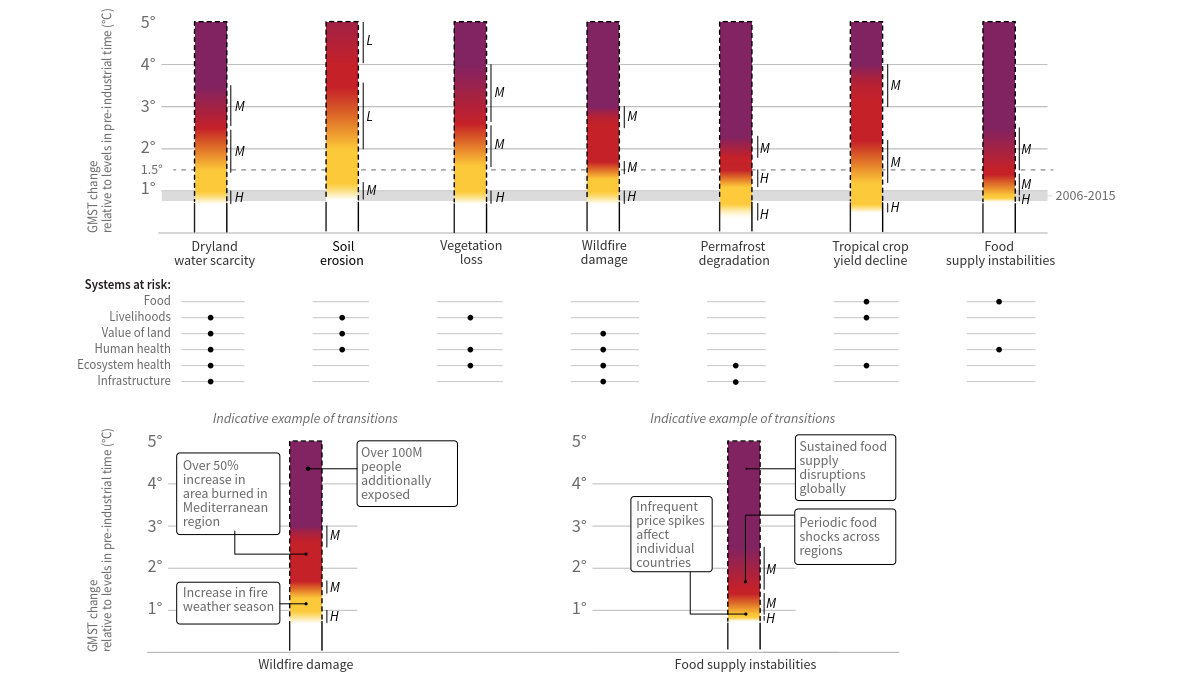 GMST change
relative to levels in pre-industrial time (°C)
5°
4°
3°
2°
1.5°
1°
M
M
H
L
L
M
M
M
H
M
M
H
M
H
H
M
M
H
M
M
H
2006-2015
Dryland
water scarcity
Soil
erosion
Vegetation
loss
Wildfire
damage
Permafrost
degradation
Tropical crop
yield decline
Food
supply instabilities
Systems at risk:
Food
Livelihoods
Value of land
Human health
Ecosystem health
Infrastructure
Indicative example of transitions
GMST change
relative to levels in pre-industrial time (°C)
5°
4°
3°
2°
1°
Over 50%
increase in
area burned in
Mediterranean
region
Increase in fire
weather season
Over 100M
people
additionally
exposed
M
M
H
Wildfire damage
Indicative example of transitions
5°
4°
3°
2°
1°
Infrequent
price spikes
affect
individual
countries
Sustained food
supply
disruptions
globally
Periodic food
shocks across
regions
M
M
H
Food supply instabilities